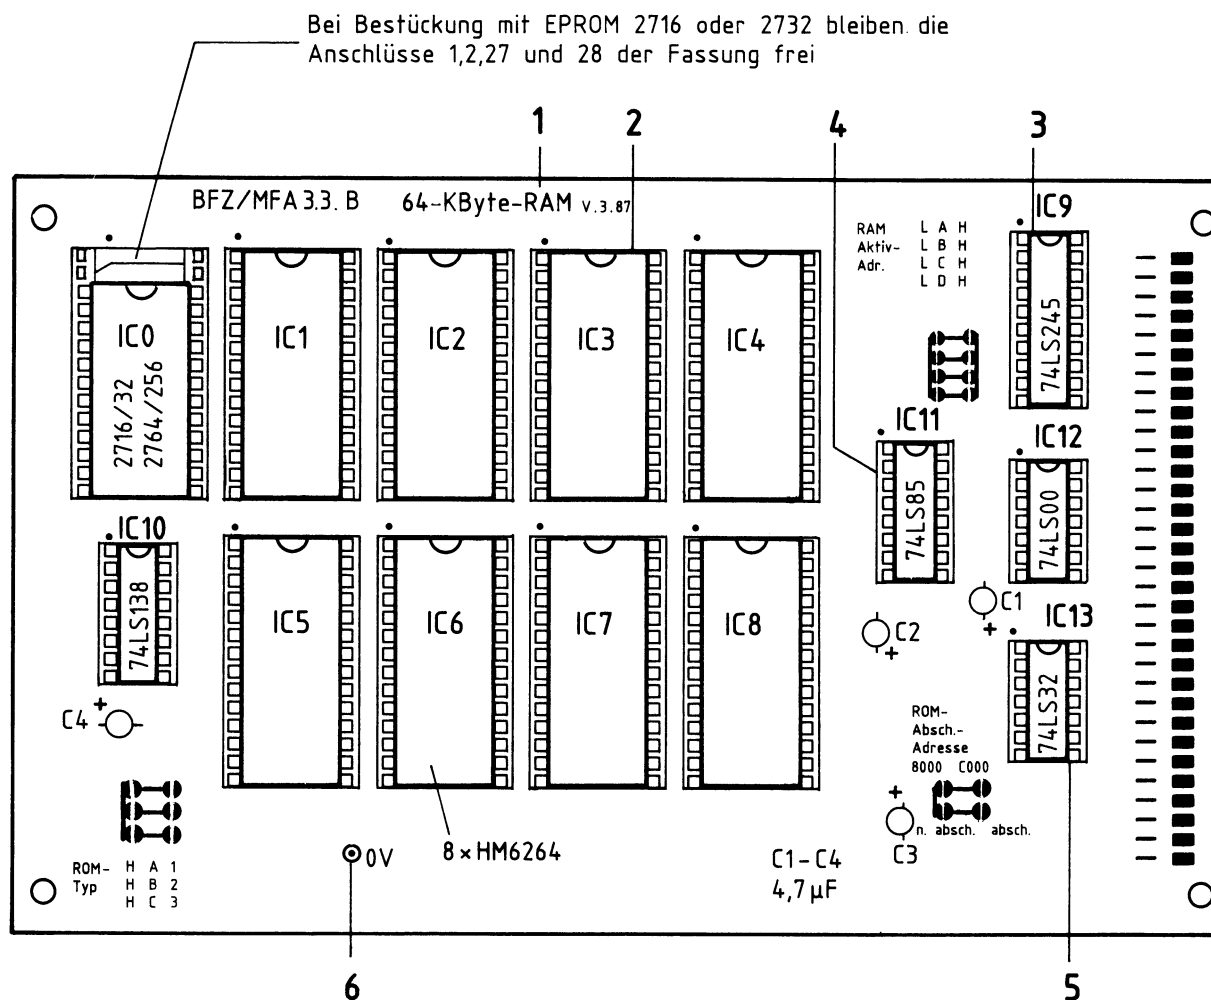 Bei Bestückung mit EPROM 2716 oder 2732 bleiben die
Anschlüsse 1,2,27 und 28 der Fassung frei
1 2 4 3
BFZ/MFA 3.3. B 64-KByte-RAM V.3.87
IC9
RAM L A H
Aktiv- L B H
Adr. L C H
L D H
74LS245
IC0
2716/32
2764/256
IC1
IC2
IC3
IC4
IC11
74LS85
IC12
74LS00
IC10
74LS138
IC5
IC6
IC7
IC8
C1
+
C2
+
IC13
74LS32
+
C4
ROM-
Absch.-
Adresse
8000 C000
+
n. absch. absch.
C3
ROM- H A 1
Typ H B 2
H C 3
0V
8×HM6264
C1-C4
4,7 µF
6 5